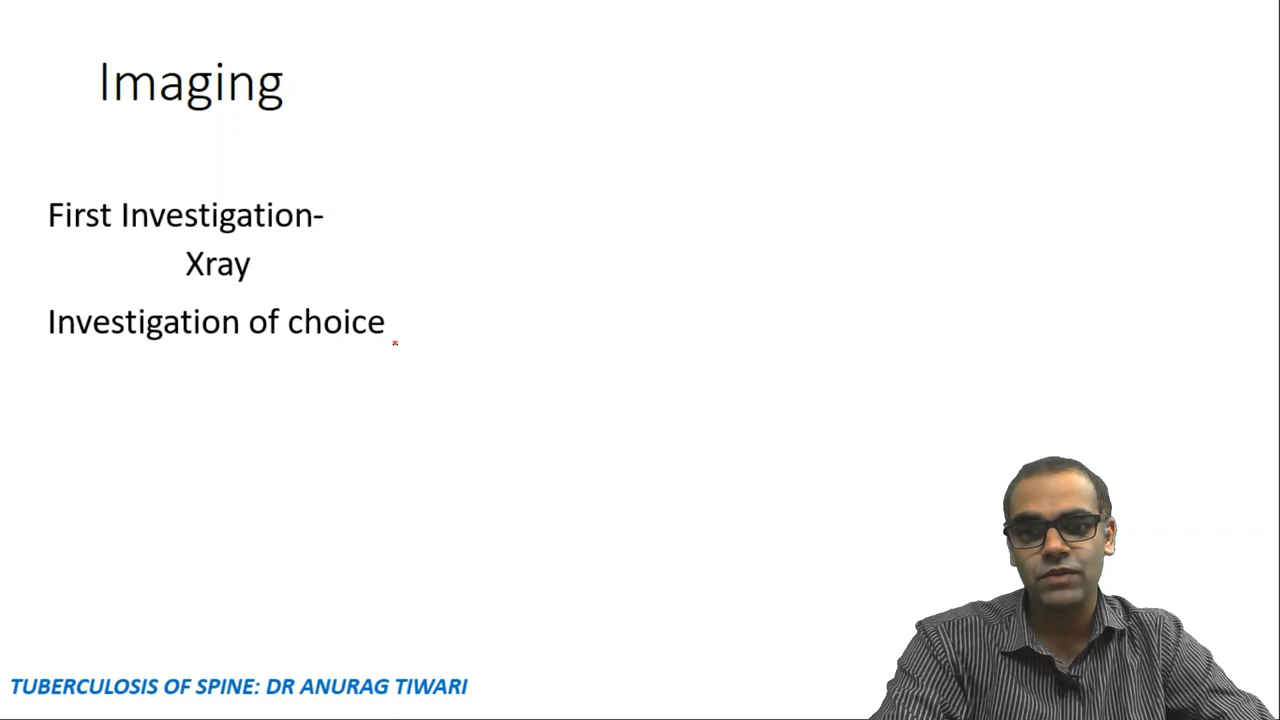 Imaging
First Investigation-
Xray
Investigation of choice
TUBERCULOSIS OF SPINE: DR ANURAG TIWARI